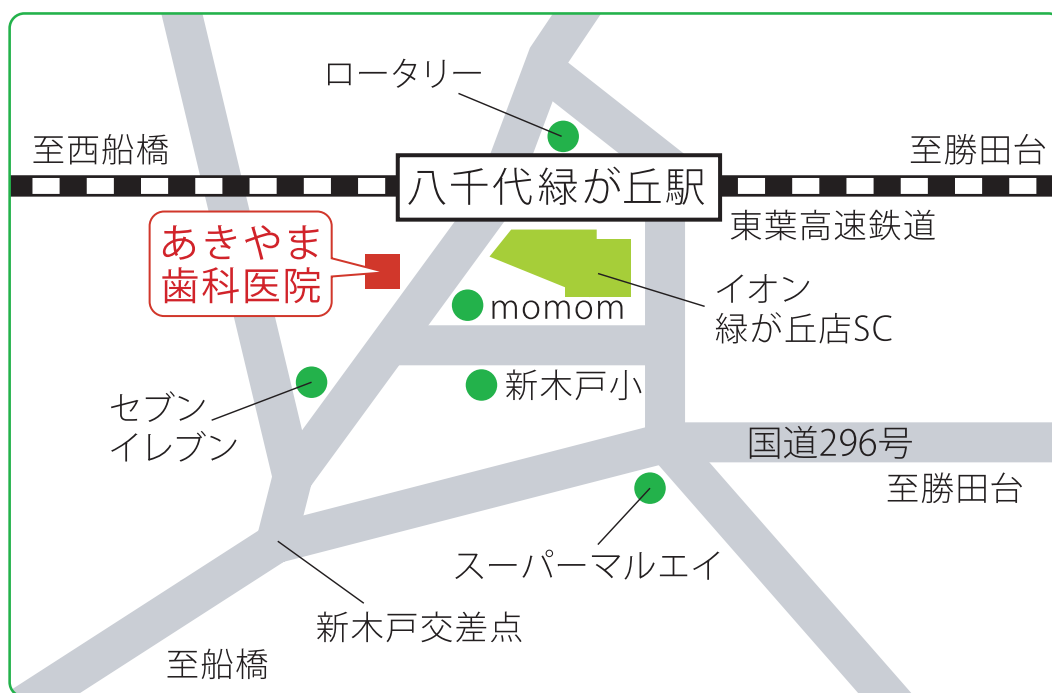 ロータリー
至西船橋
至勝田台
八千代緑が丘駅
東葉高速鉄道
あきやま
歯科医院
イオン
緑が丘店SC
momom
新木戸小
セブン
イレブン
国道296号
至勝田台
スーパーマルエイ
新木戸交差点
至船橋